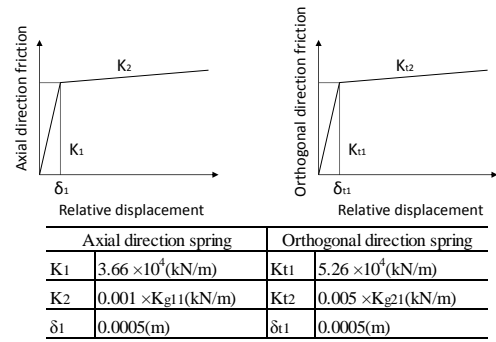 Axial direction friction
K2
K1
δ1
Relative displacement
Orthogonal direction friction
Kt2
Kt1
δt1
Relative displacement
Axial direction spring Orthogonal direction spring
K1 3.66 ×10^4(kN/m) Kt1 5.26 ×10^4(kN/m)
K2 0.001 ×Kg11(kN/m) Kt2 0.005 ×Kg21(kN/m)
δ1 0.0005(m) δt1 0.0005(m)